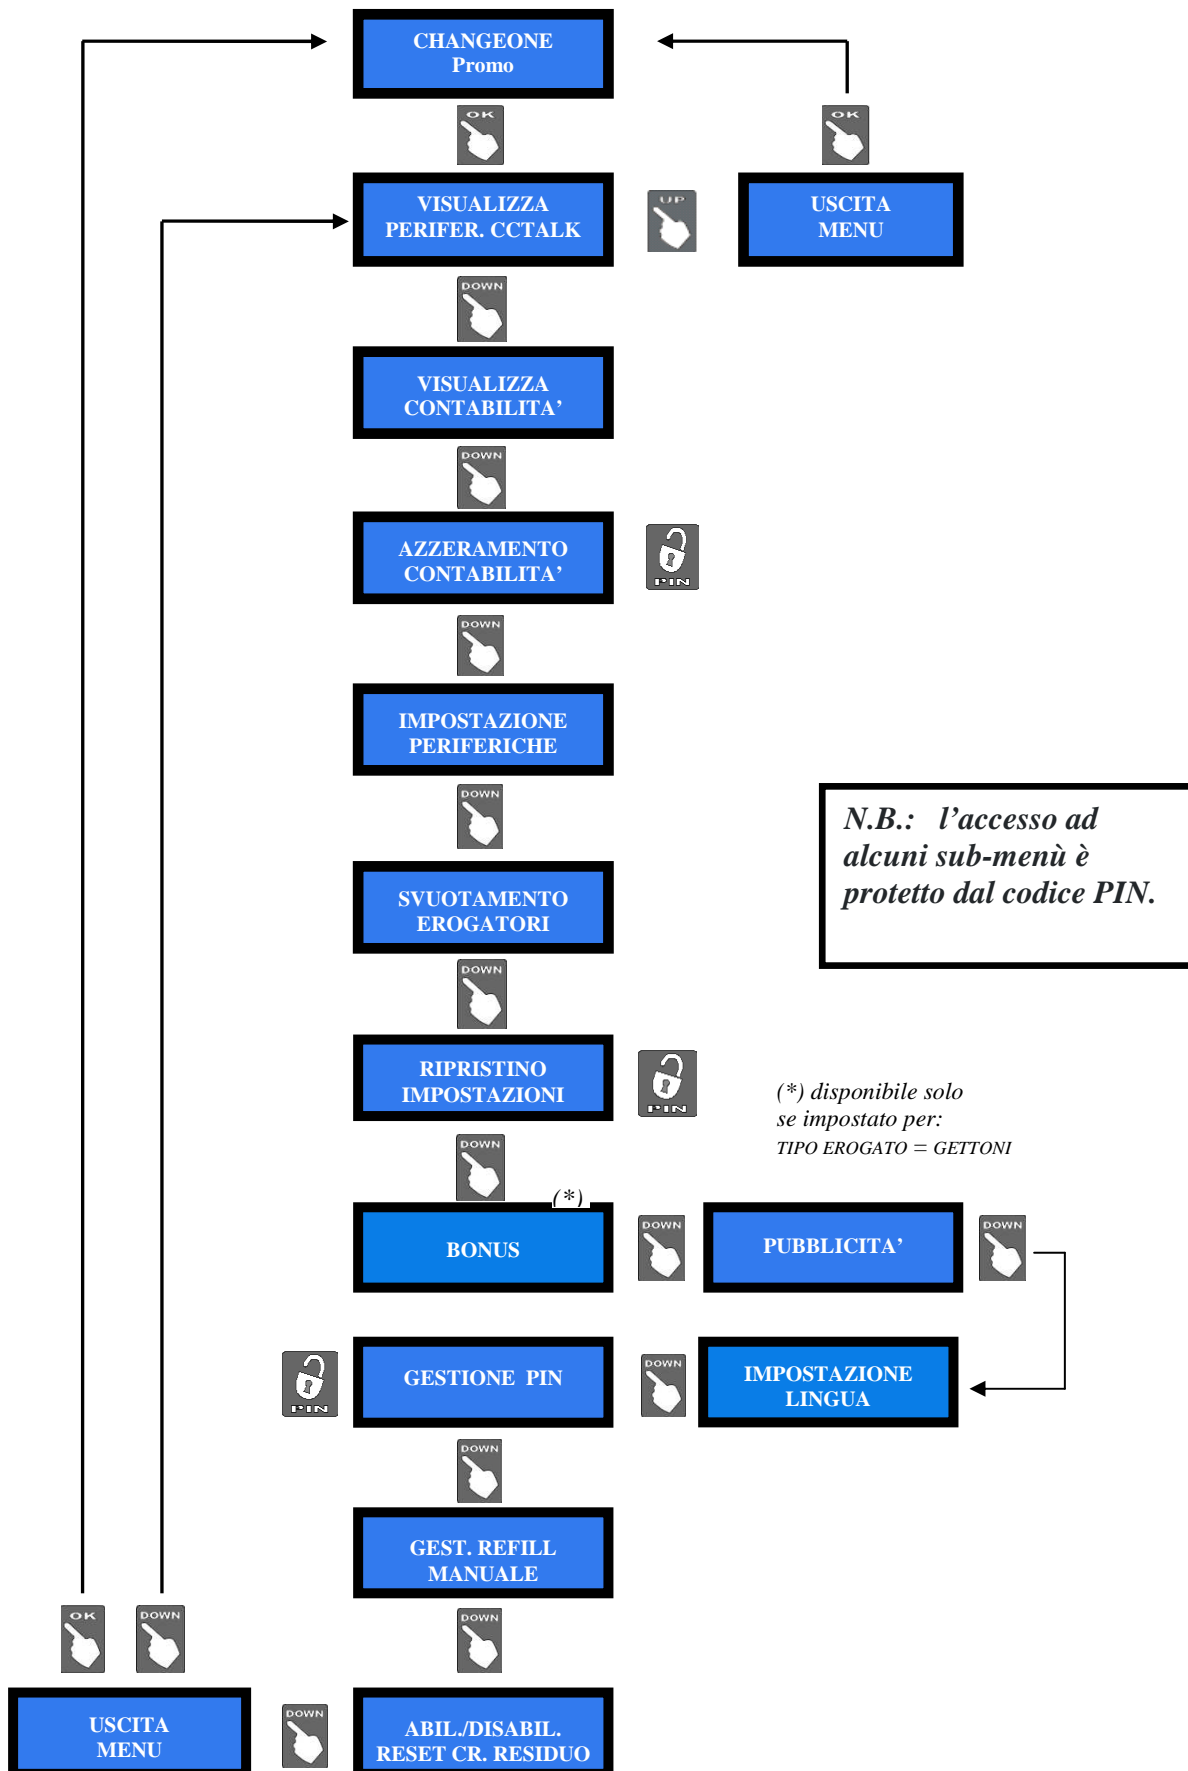 CHANGEONE
Promo
OK
OK
VISUALIZZA
PERIFER. CCTALK
UP
USCITA
MENU
DOWN
VISUALIZZA
CONTABILITA’
DOWN
AZZERAMENTO
CONTABILITA’
PIN
DOWN
IMPOSTAZIONE
PERIFERICHE
DOWN
N.B.: l’accesso ad
alcuni sub-menù è
protetto dal codice PIN.
SVUOTAMENTO
EROGATORI
DOWN
RIPRISTINO
IMPOSTAZIONI
PIN
(*) disponibile solo
se impostato per:
TIPO EROGATO = GETTONI
DOWN
(*)
BONUS
DOWN
PUBBLICITA’
DOWN
PIN
GESTIONE PIN
DOWN
IMPOSTAZIONE
LINGUA
DOWN
GEST. REFILL
MANUALE
OK
DOWN
DOWN
USCITA
MENU
DOWN
ABIL./DISABIL.
RESET CR. RESIDUO